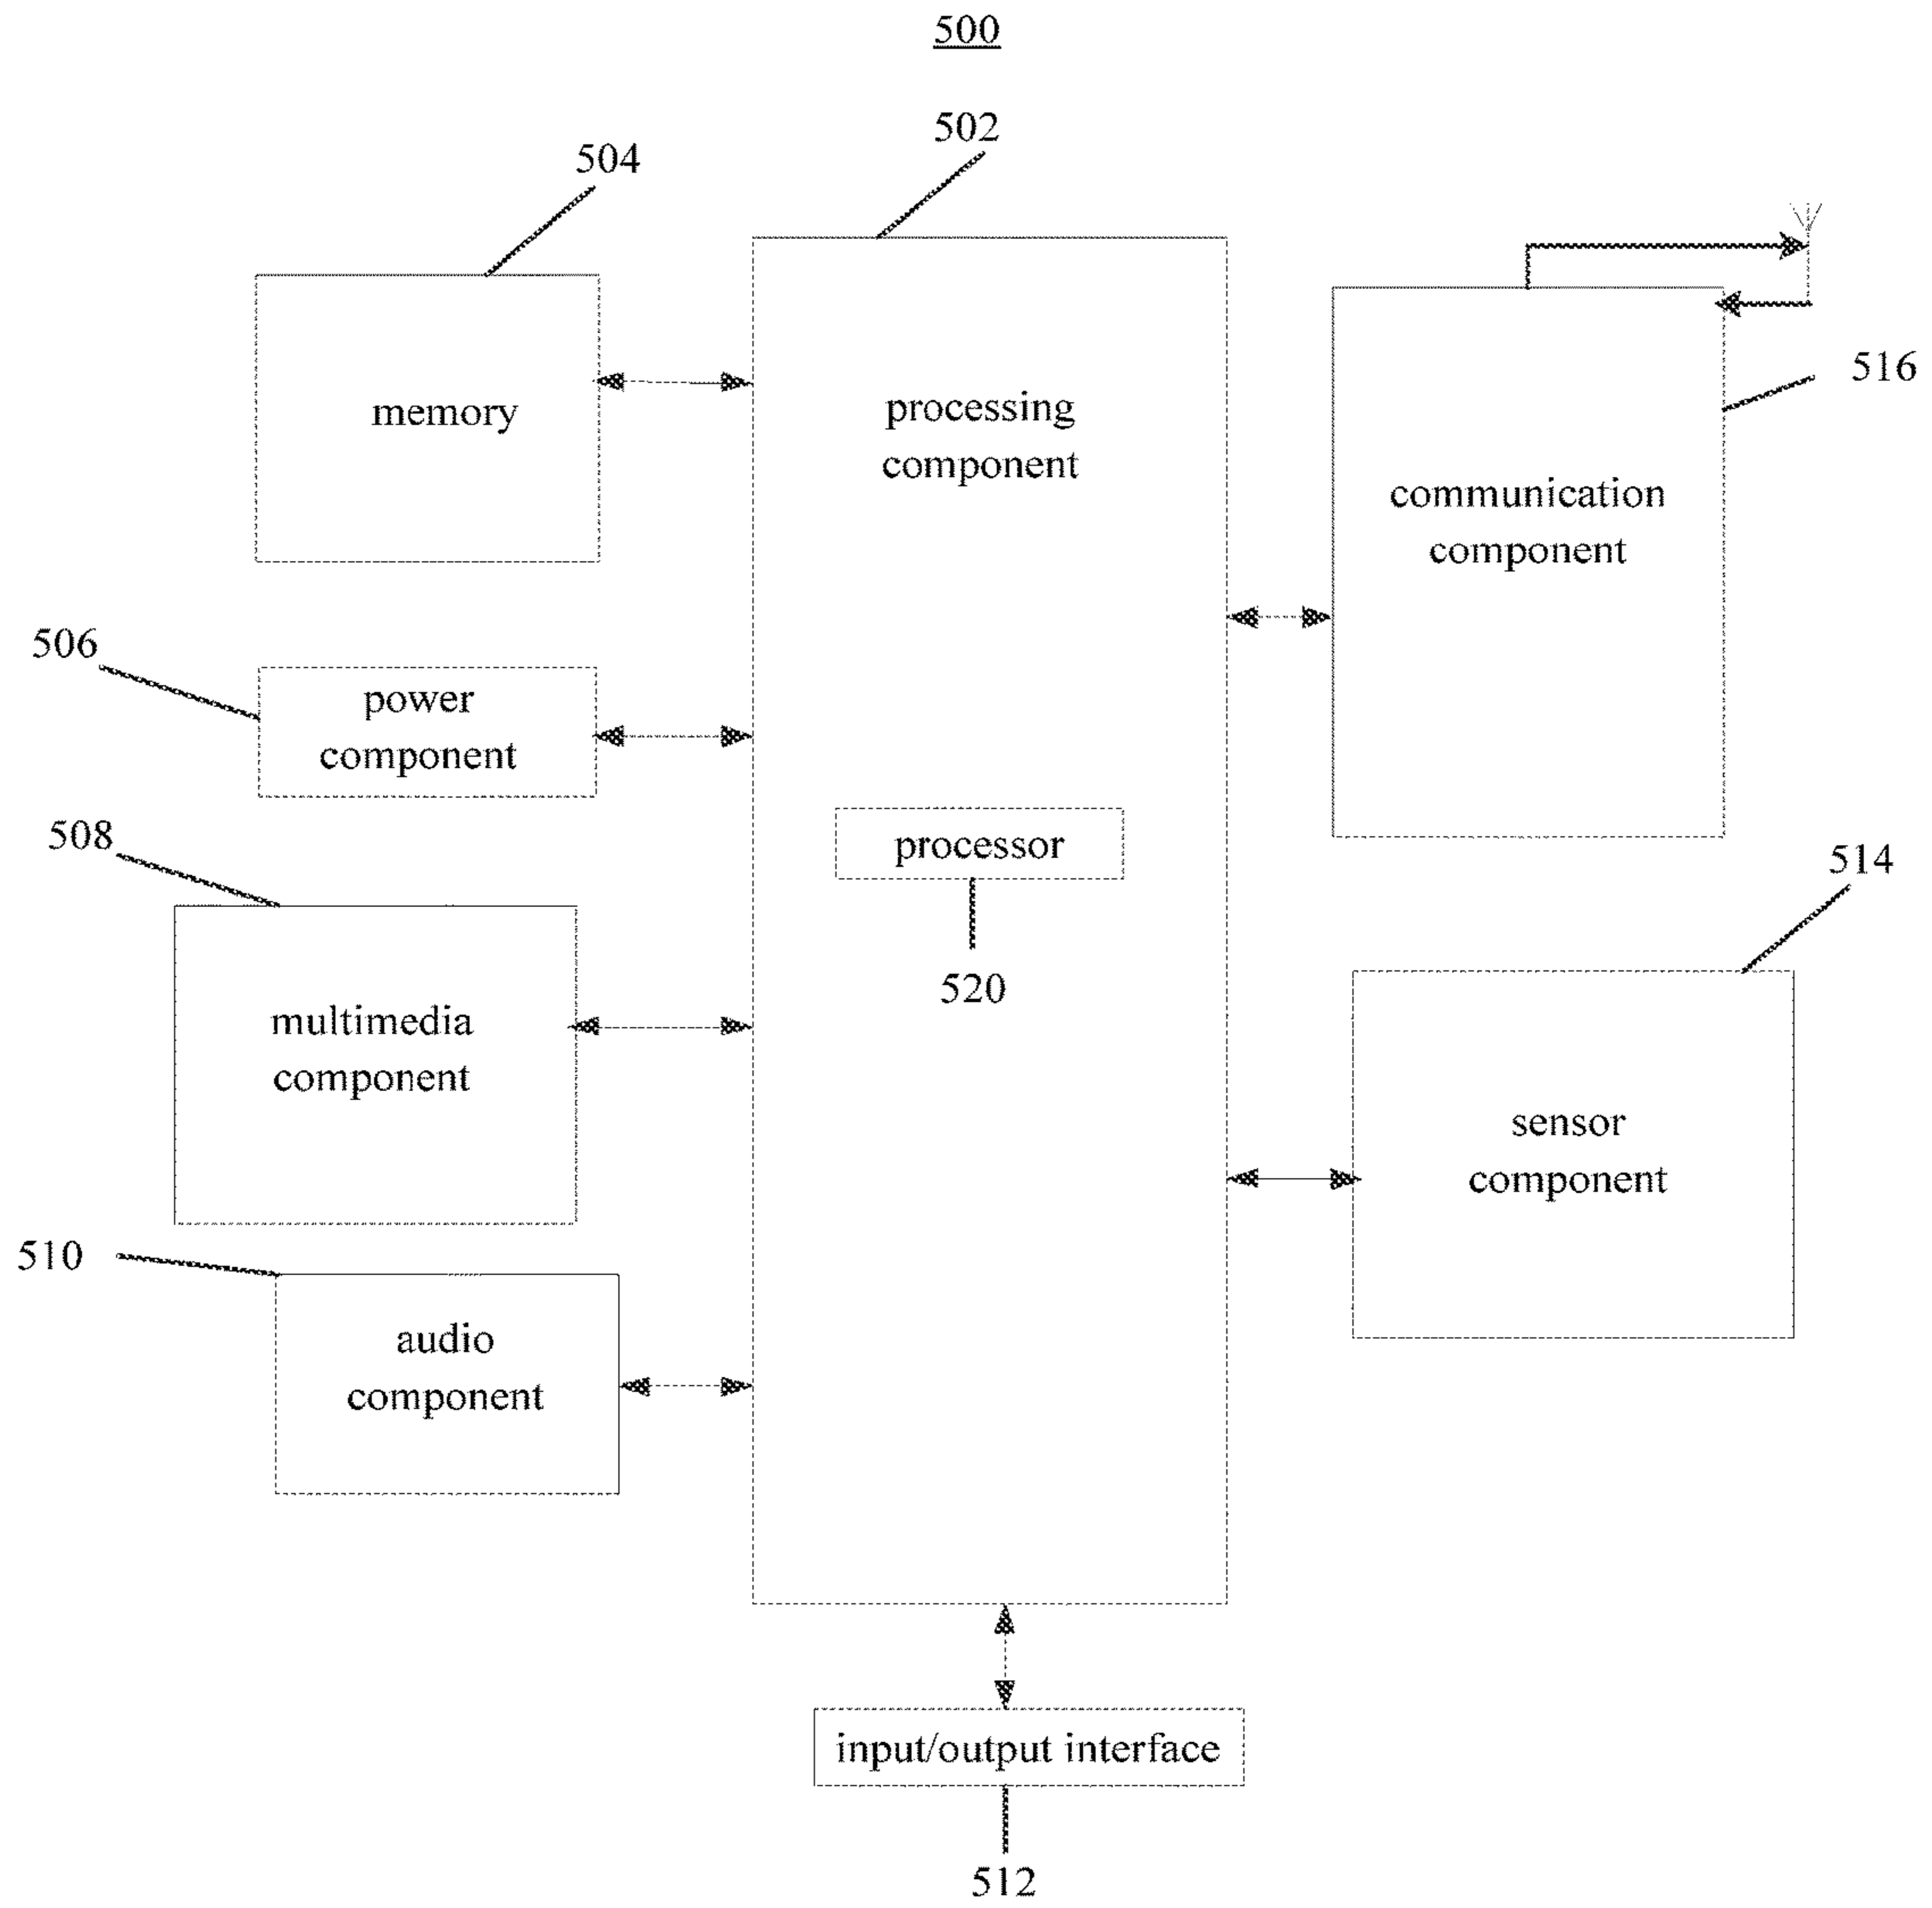 500
502
504
memory
processing
component
516
communication
component
506
power
component
508
processor
520
514
multimedia
component
sensor
component
510
audio
component
input/output interface
512